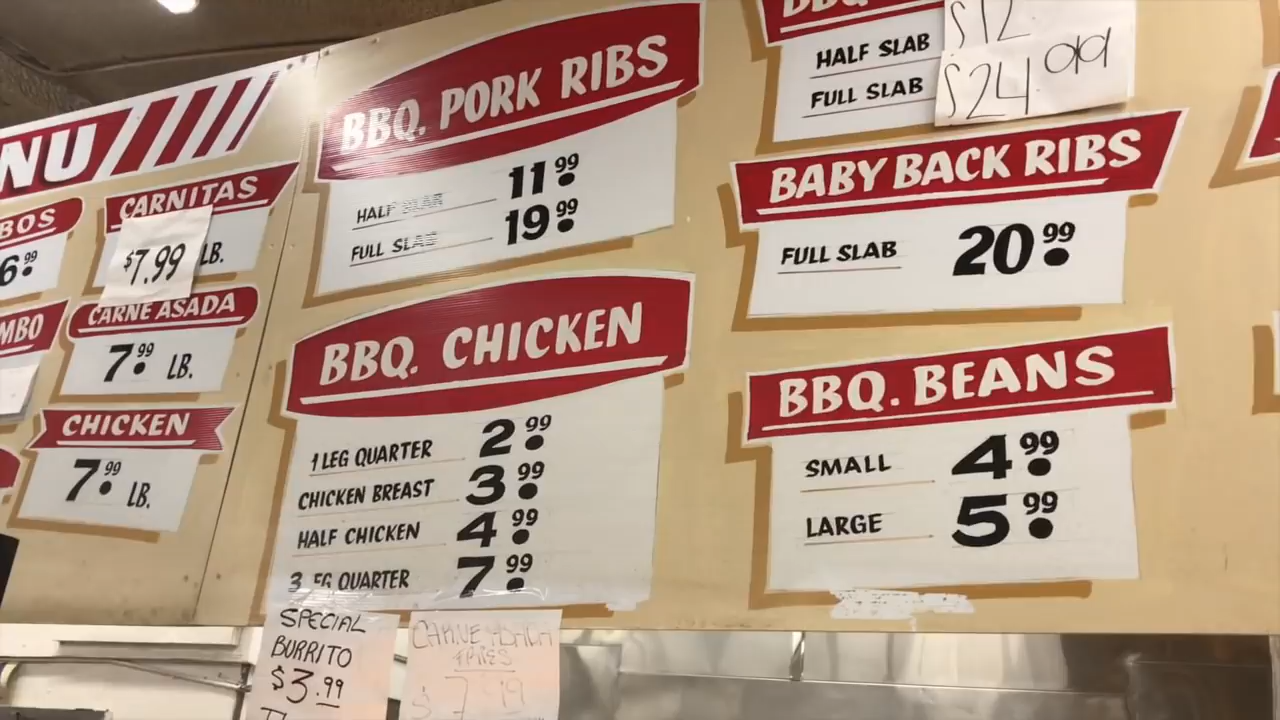 NU
BOS
6.99
CARNITAS
$7.99 LB.
MBO
CARNE ASADA
7.99 LB.
CHICKEN
7.99 LB.
BBQ. PORK RIBS
HALF SLAB 11.99
FULL SLAB 19.99
BBQ. CHICKEN
1 LEG QUARTER 2.99
CHICKEN BREAST 3.99
HALF CHICKEN 4.99
3 EG QUARTER 7.99
SPECIAL
BURRITO
$3.99
CARNE ASADA
FRIES
$7.99
HALF SLAB $12
FULL SLAB $24.99
BABY BACK RIBS
FULL SLAB 20.99
BBQ. BEANS
SMALL 4.99
LARGE 5.99